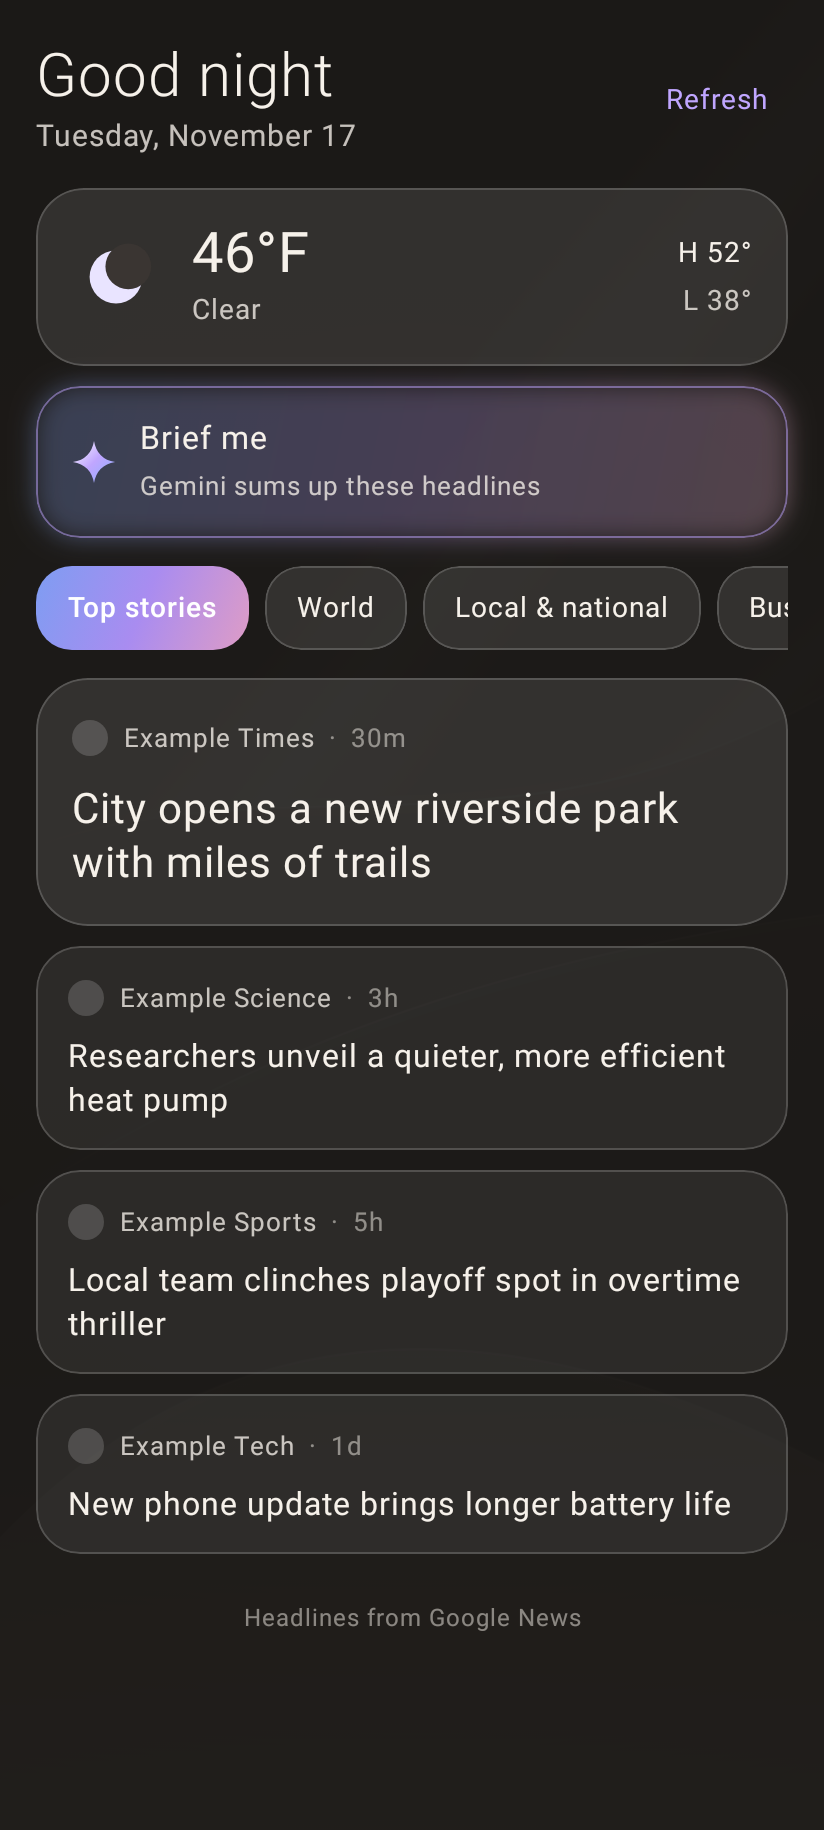 Good night
Tuesday, November 17
Refresh
46°F
Clear
H 52°
L 38°
Brief me
Gemini sums up these headlines
Top stories
World
Local & national
Example Times · 30m
City opens a new riverside park
with miles of trails
Example Science · 3h
Researchers unveil a quieter, more efficient
heat pump
Example Sports · 5h
Local team clinches playoff spot in overtime
thriller
Example Tech · 1d
New phone update brings longer battery life
Headlines from Google News